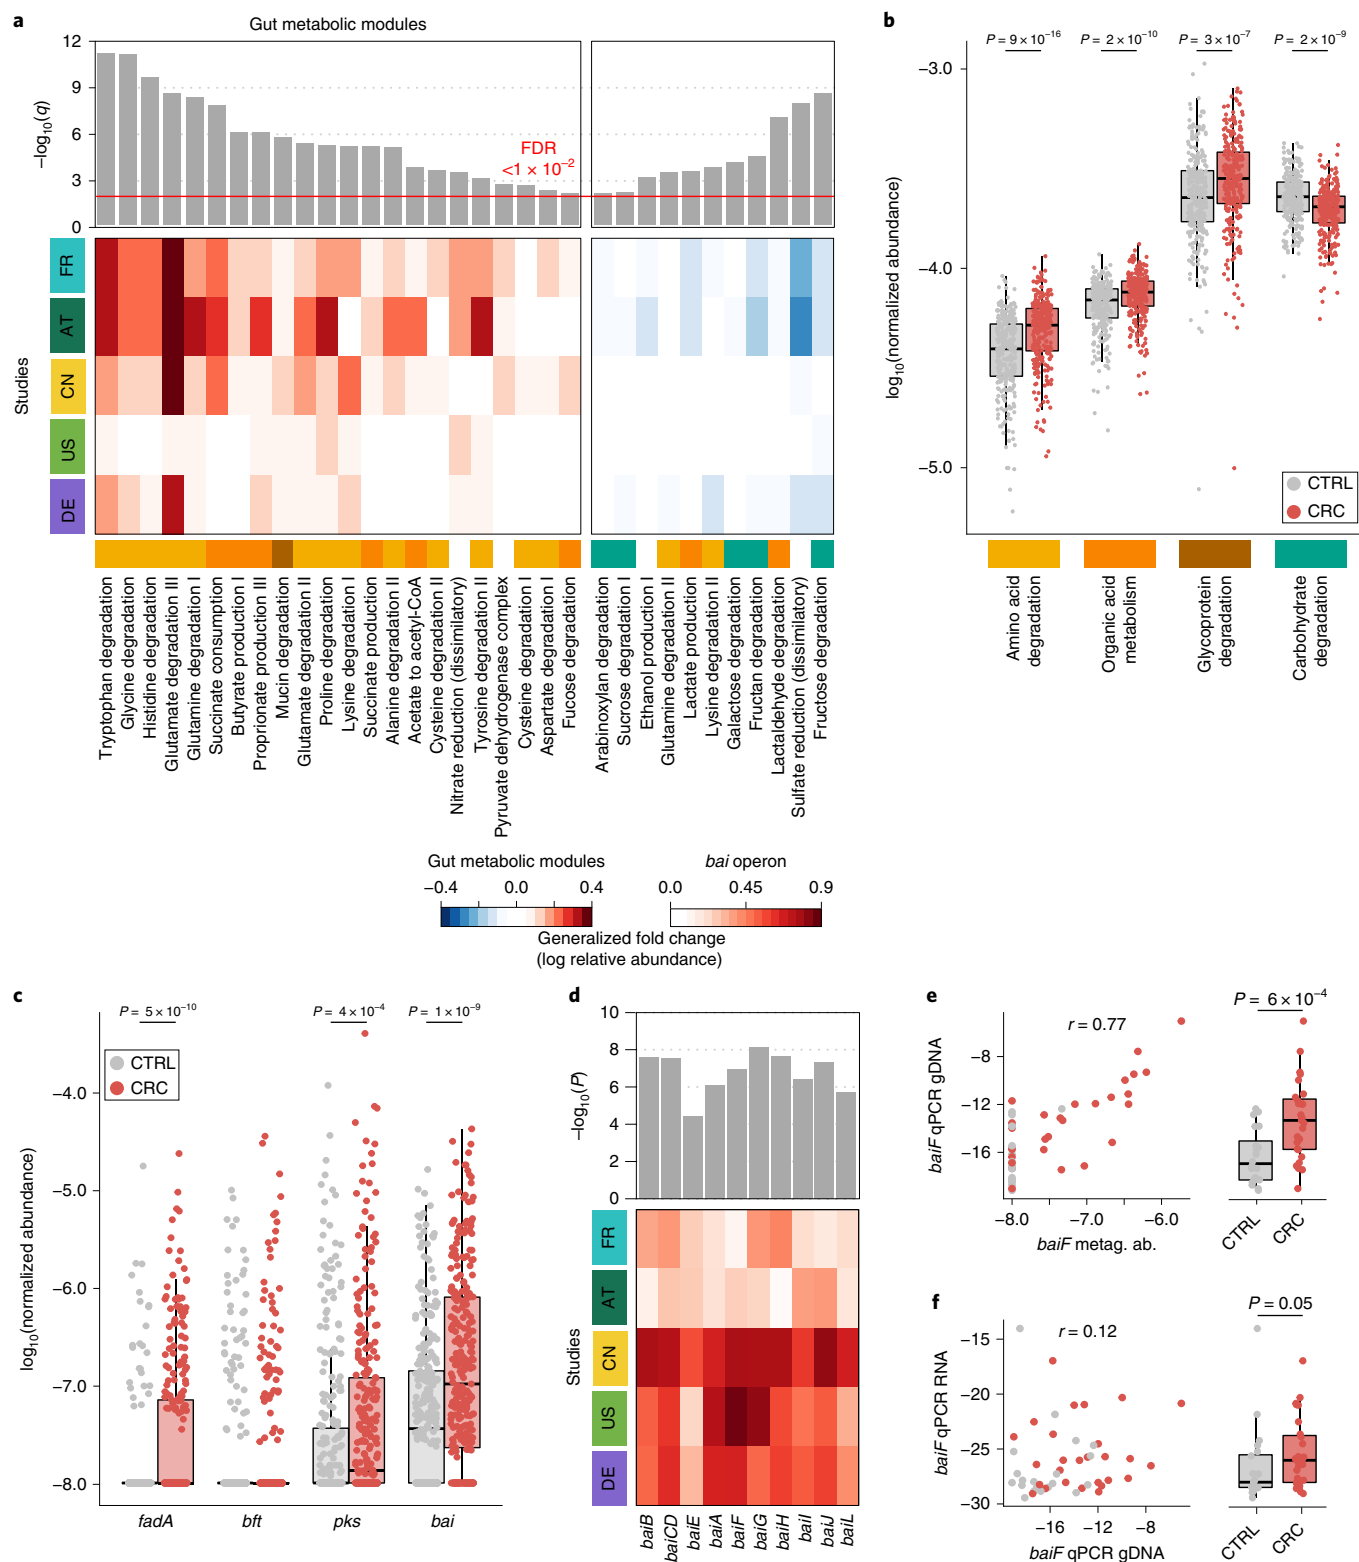 a
Gut metabolic modules
12
9
6
3
0
–log10(q)
FDR
<1 × 10−2
Studies
FR
AT
CN
US
DE
Tryptophan degradation
Glycine degradation
Histidine degradation
Glutamate degradation III
Glutamine degradation I
Succinate consumption
Butyrate production I
Proprionate production III
Mucin degradation
Glutamate degradation II
Proline degradation
Lysine degradation I
Succinate production
Alanine degradation II
Acetate to acetyl-CoA
Cysteine degradation II
Nitrate reduction (dissimilatory)
Tyrosine degradation II
Pyruvate dehydrogenase complex
Cysteine degradation I
Aspartate degradation I
Fucose degradation
Arabinoxylan degradation
Sucrose degradation I
Ethanol production I
Glutamine degradation II
Lactate production
Lysine degradation II
Galactose degradation
Fructan degradation
Lactaldehyde degradation
Sulfate reduction (dissimilatory)
Fructose degradation
Gut metabolic modules
−0.4 0.0 0.4
bai operon
0.0 0.45 0.9
Generalized fold change
(log relative abundance)
b
P = 9 × 10−16
P = 2 × 10−10
P = 3 × 10−7
P = 2 × 10−9
−3.0
−4.0
−5.0
log10(normalized abundance)
CTRL
CRC
Amino acid
degradation
Organic acid
metabolism
Glycoprotein
degradation
Carbohydrate
degradation
c
P = 5 × 10−10
P = 4 × 10−4
P = 1 × 10−9
CTRL
CRC
−4.0
−5.0
−6.0
−7.0
−8.0
log10(normalized abundance)
fadA
bft
pks
bai
d
10
8
6
4
2
0
−log10(P)
Studies
FR
AT
CN
US
DE
baiB
baiCD
baiE
baiA
baiF
baiG
baiH
baiI
baiJ
baiL
e
r = 0.77
P = 6 × 10−4
−8
−12
−16
baiF qPCR gDNA
−8.0 −7.0 −6.0
baiF metag. ab.
CTRL
CRC
f
r = 0.12
P = 0.05
−15
−20
−25
−30
baiF qPCR RNA
−16 −12 −8
baiF qPCR gDNA
CTRL
CRC